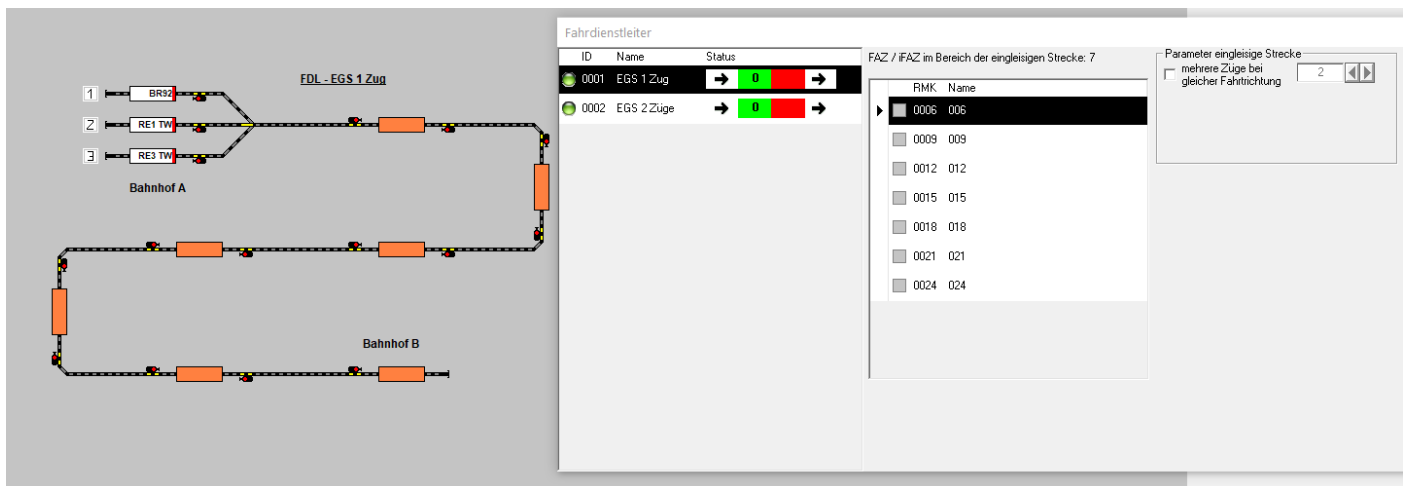 FDL - EGS 1 Zug
1
BR92
2
RE1 TW
3
RE3 TW
Bahnhof A
Bahnhof B
Fahrdienstleiter
ID Name Status
0001 EGS 1 Zug 0
0002 EGS 2 Züge 0
FAZ / iFAZ im Bereich der eingleisigen Strecke: 7
RMK Name
0006 006
0009 009
0012 012
0015 015
0018 018
0021 021
0024 024
Parameter eingleisige Strecke
mehrere Züge bei
gleicher Fahrtrichtung
2